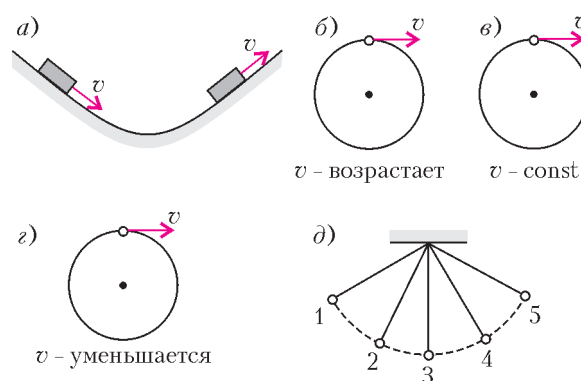 а)
v
v
б)
v
v – возрастает
в)
v
v – const
г)
v
v – уменьшается
д)
1
2
3
4
5